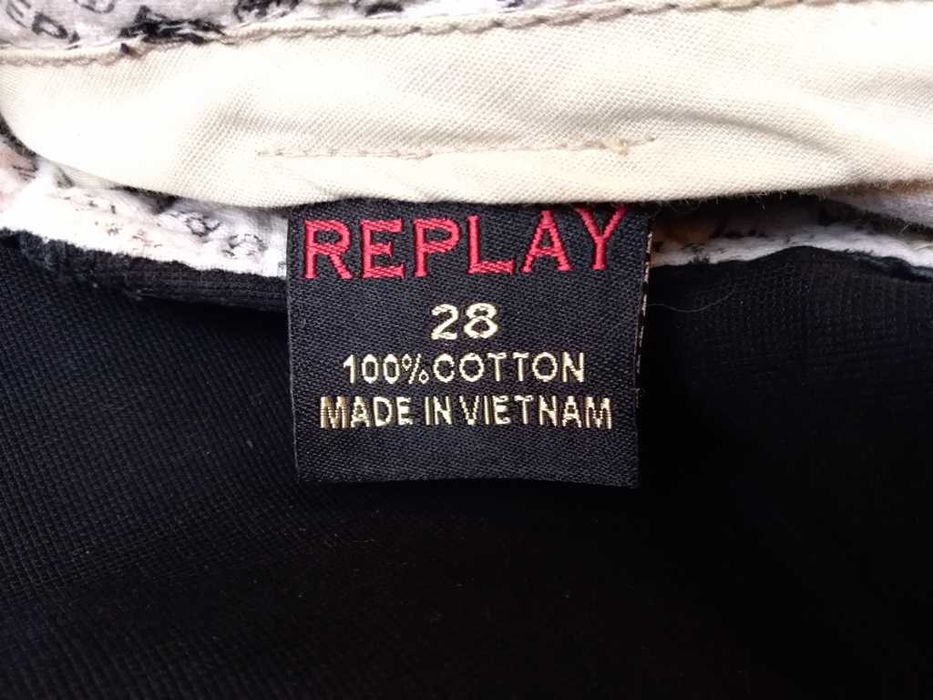 REPLAY
28
100% COTTON
MADE IN VIETNAM